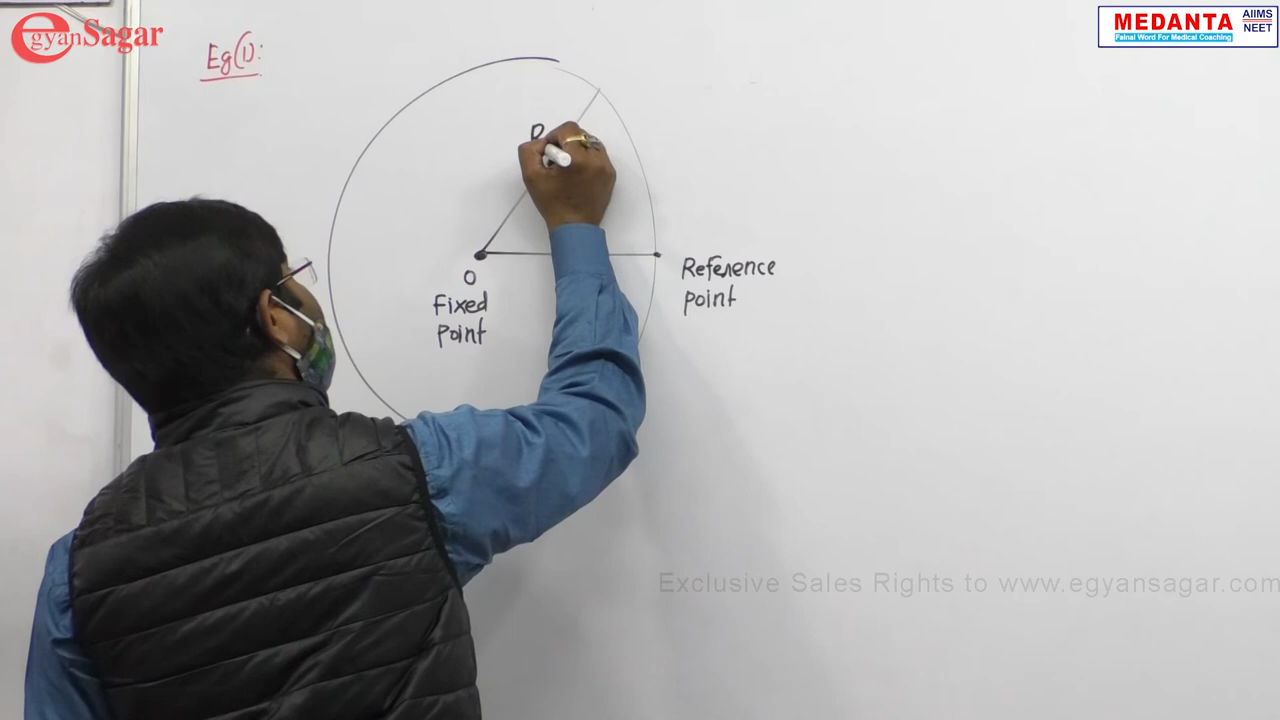 egyanSagar
MEDANTA
AIIMS
NEET
Fainal Word For Medical Coaching
Eg(1):
O
Fixed
point
Reference
point
Exclusive Sales Rights to www.egyansagar.com